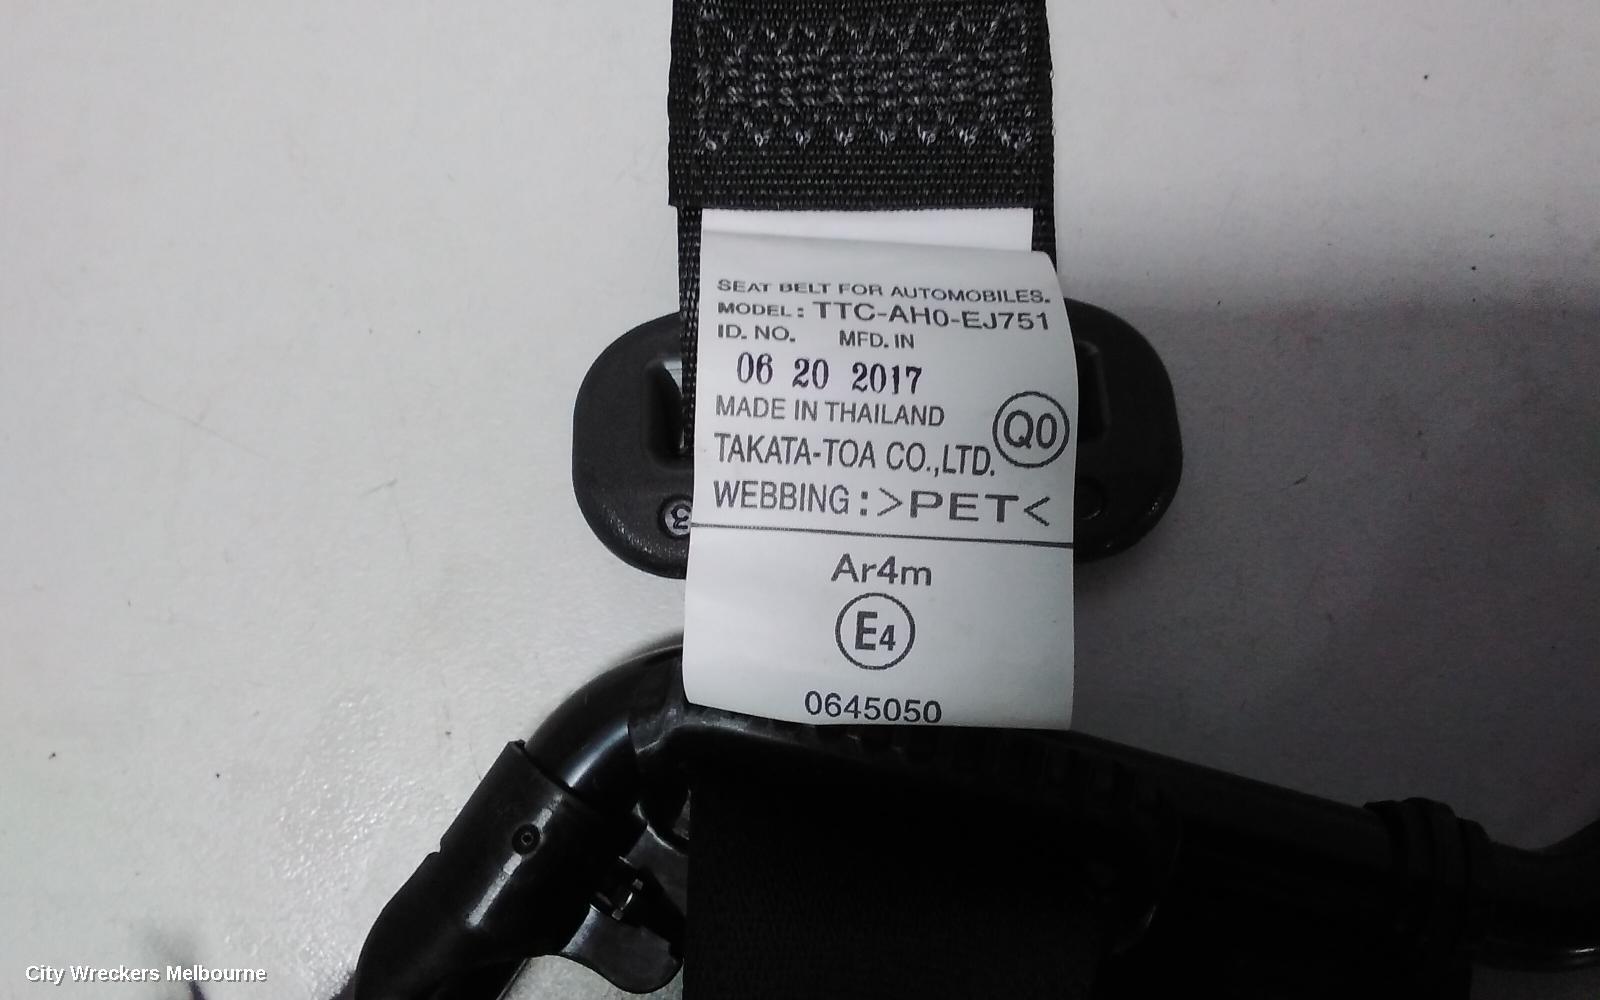 SEAT BELT FOR AUTOMOBILES.
MODEL: TTC-AH0-EJ751
ID. NO. MFD. IN
06 20 2017
MADE IN THAILAND
Q0
TAKATA-TOA CO.,LTD.
WEBBING:>PET<
3
Ar4m
E4
0645050
City Wreckers Melbourne